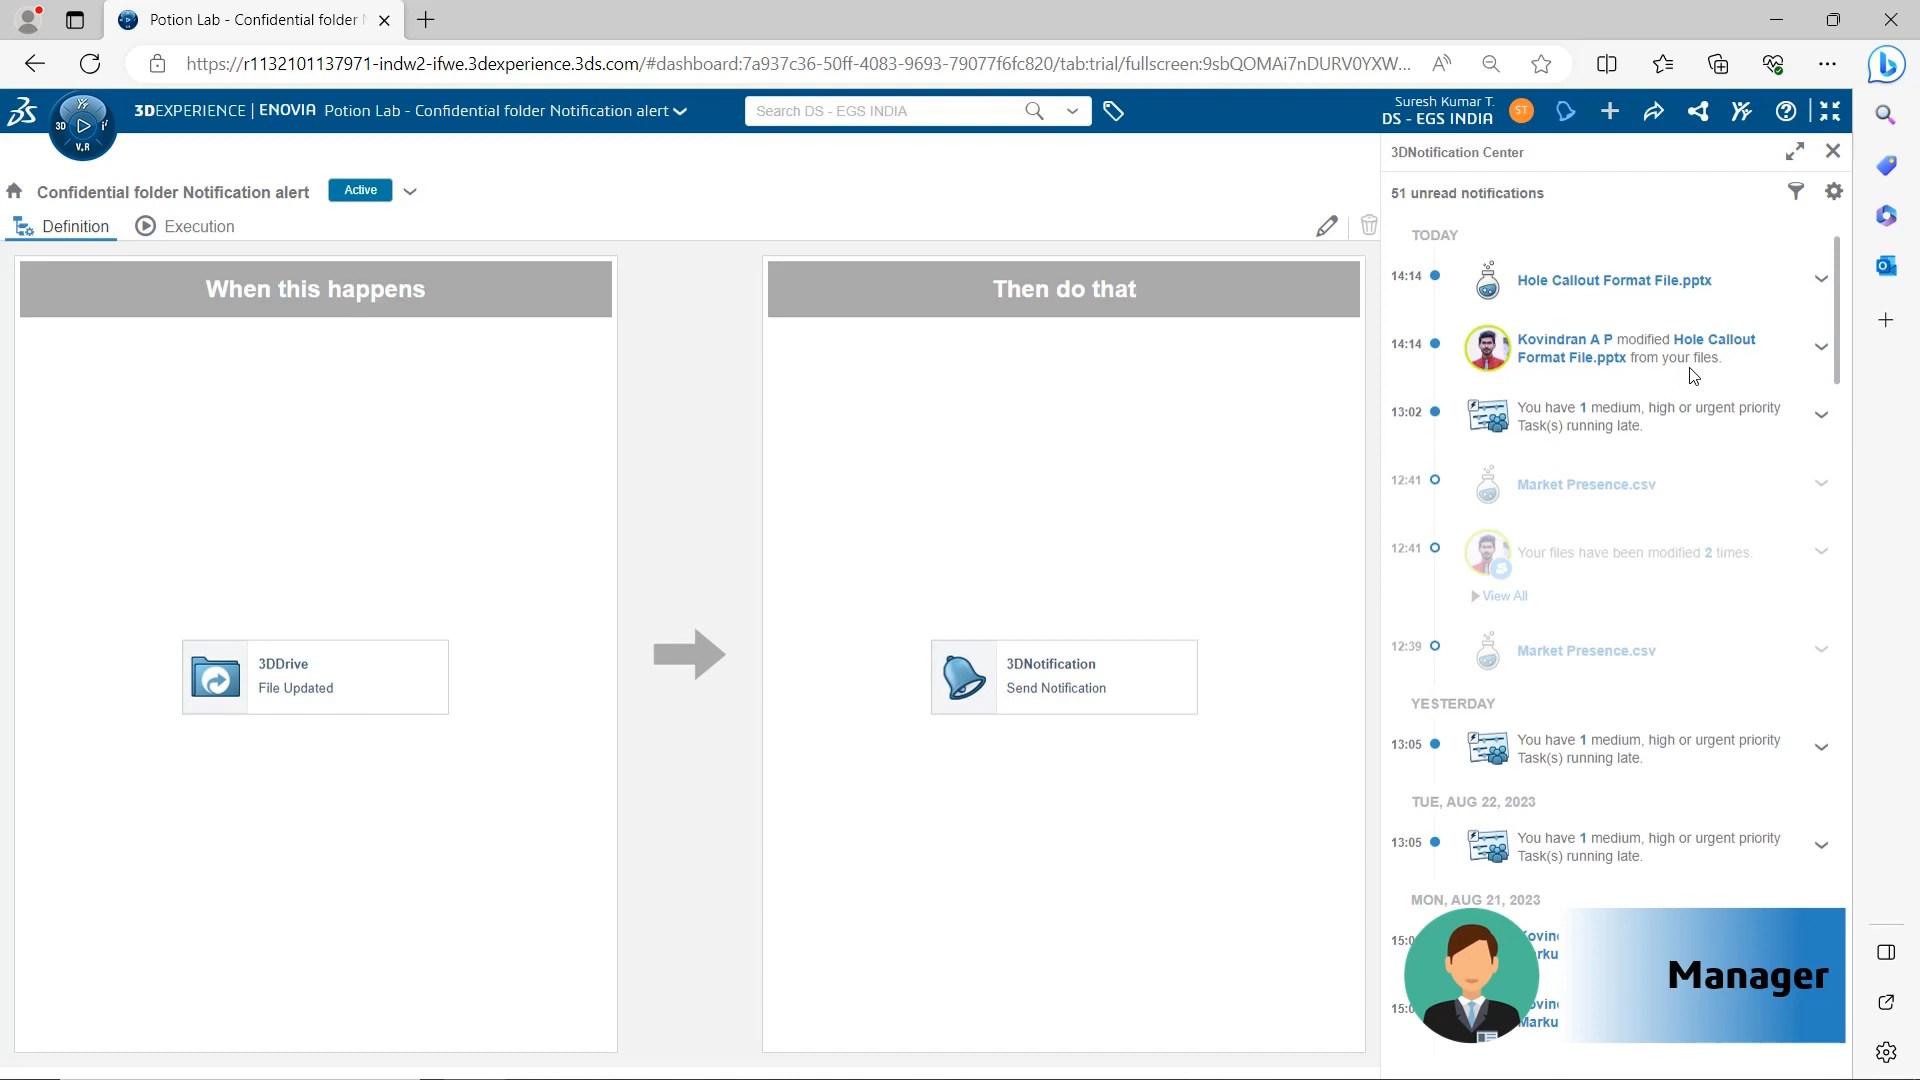 Potion Lab - Confidential folder N
https://r1132101137971-indw2-ifwe.3dexperience.3ds.com/#dashboard:7a937c36-50ff-4083-9693-79077f6fc820/tab:trial/fullscreen:9sbQOMAi7nDURV0YXW...
3DEXPERIENCE | ENOVIA Potion Lab - Confidential folder Notification alert
Search DS - EGS INDIA
Suresh Kumar T.
DS - EGS INDIA
ST
3D
V.R
3DNotification Center
Confidential folder Notification alert
Active
51 unread notifications
Definition
Execution
When this happens
Then do that
3DDrive
File Updated
3DNotification
Send Notification
TODAY
14:14
Hole Callout Format File.pptx
14:14
Kovindran A P modified Hole Callout
Format File.pptx from your files.
13:02
You have 1 medium, high or urgent priority
Task(s) running late.
12:41
Market Presence.csv
12:41
Your files have been modified 2 times.
View All
12:39
Market Presence.csv
YESTERDAY
13:05
You have 1 medium, high or urgent priority
Task(s) running late.
TUE, AUG 22, 2023
13:05
You have 1 medium, high or urgent priority
Task(s) running late.
MON, AUG 21, 2023
Manager